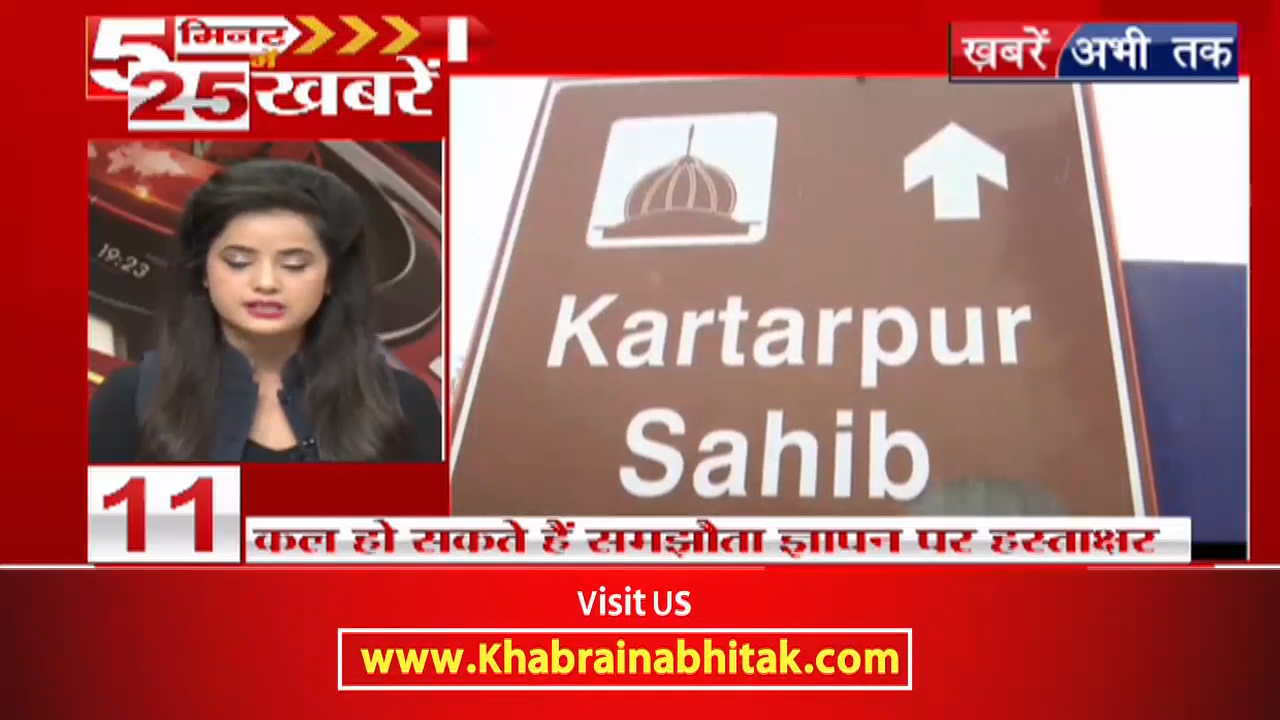 5 मिनट में
25 खबरें
ख़बरें अभी तक
19:23
Kartarpur
Sahib
11
कल हो सकते हैं समझौता ज्ञापन पर हस्ताक्षर
Visit US
www.Khabrainabhitak.com